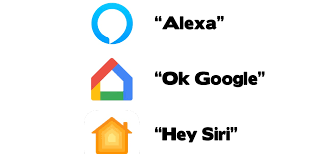 “Alexa”
“Ok Google”
“Hey Siri”